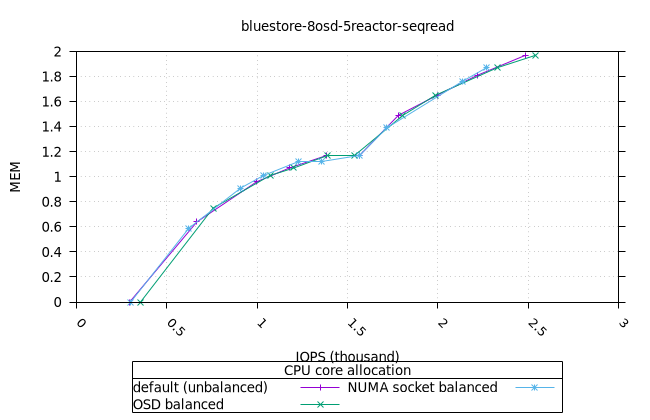 bluestore-8osd-5reactor-seqread
2
1.8
1.6
1.4
1.2
1
0.8
0.6
0.4
0.2
0
MEM
0
0.5
1
1.5
2
2.5
3
IOPS (thousand)
CPU core allocation
default (unbalanced)
NUMA socket balanced
OSD balanced